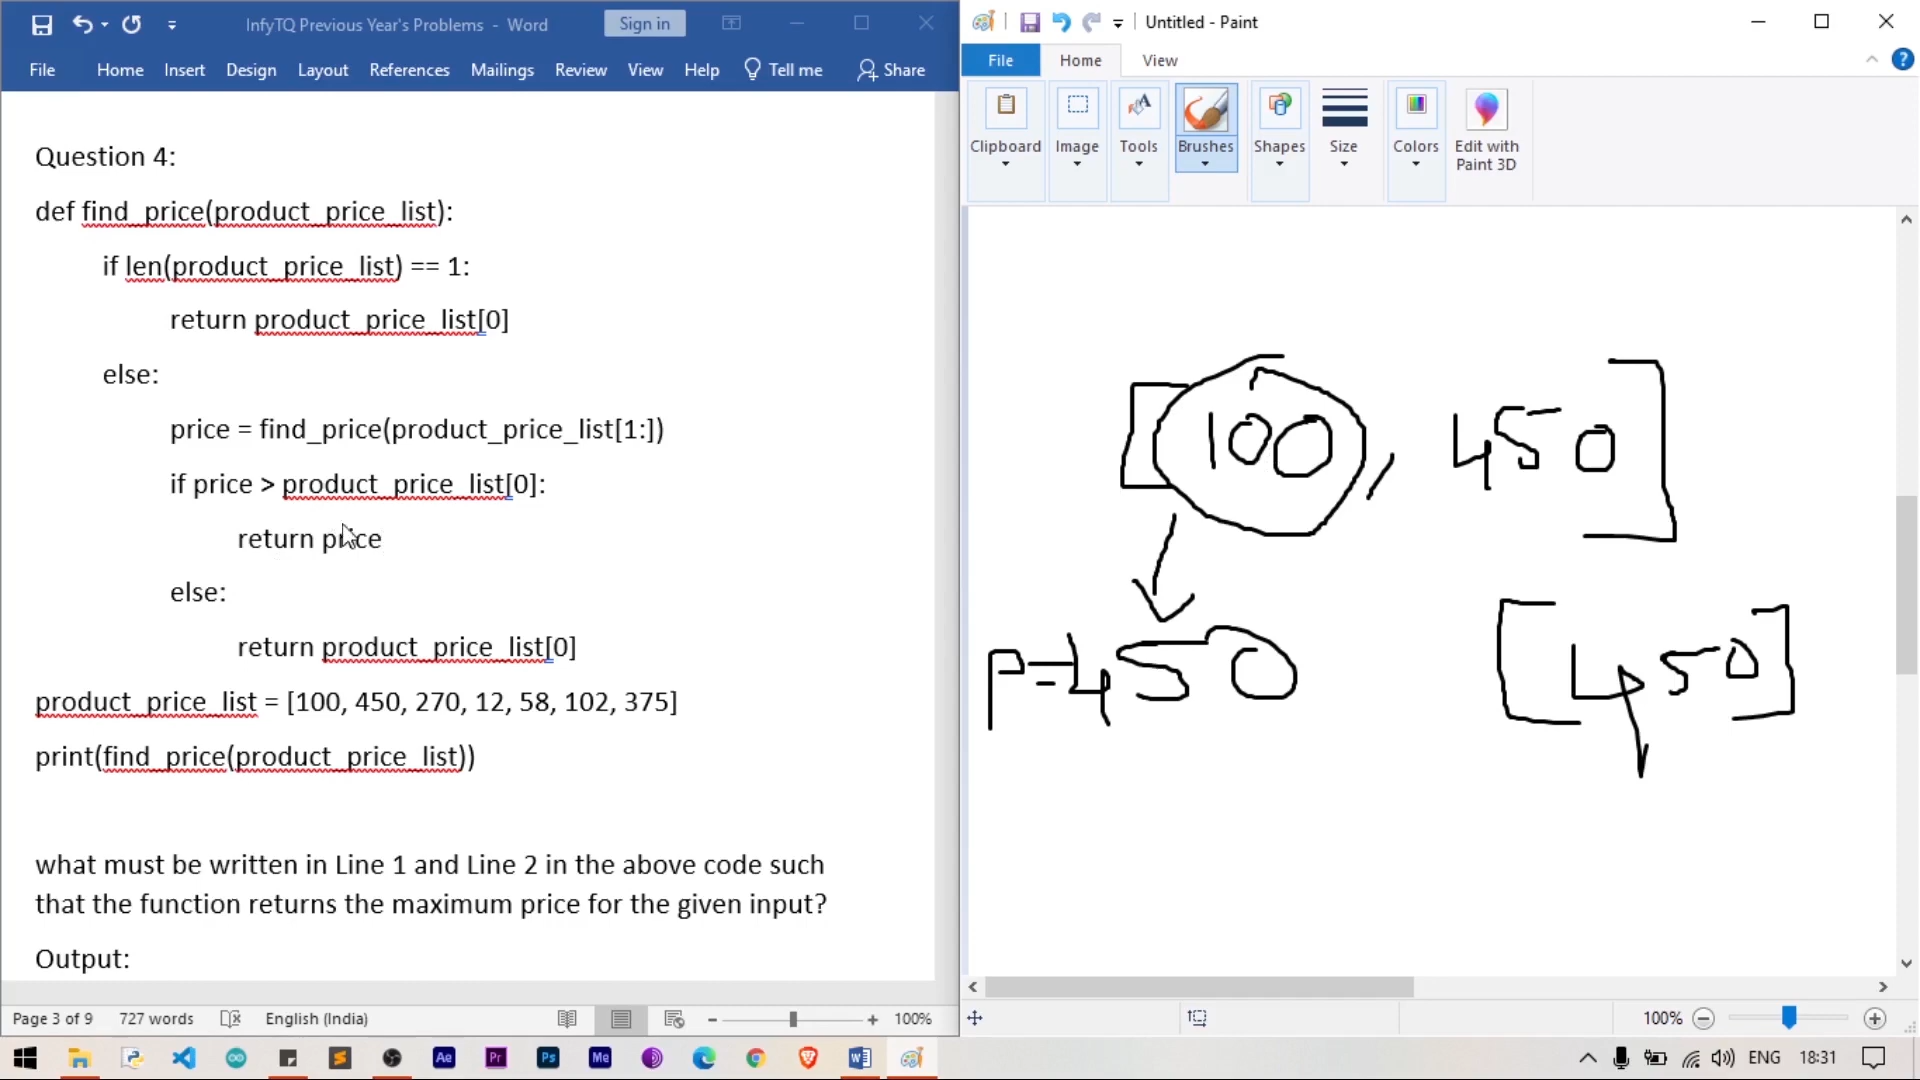 InfyTQ Previous Year's Problems - Word
Sign in
File Home Insert Design Layout References Mailings Review View Help Tell me Share
Question 4:
def find_price(product_price_list):
if len(product_price_list) == 1:
return product_price_list[0]
else:
price = find_price(product_price_list[1:])
if price > product_price_list[0]:
return price
else:
return product_price_list[0]
product_price_list = [100, 450, 270, 12, 58, 102, 375]
print(find_price(product_price_list))
what must be written in Line 1 and Line 2 in the above code such
that the function returns the maximum price for the given input?
Output:
Page 3 of 9 727 words English (India) 100%
Untitled - Paint
File Home View
Clipboard Image Tools Brushes Shapes Size Colors Edit with
Paint 3D
[100, 450]
P=450
[450]
100%
Ae Pr Ps Me
ENG 18:31